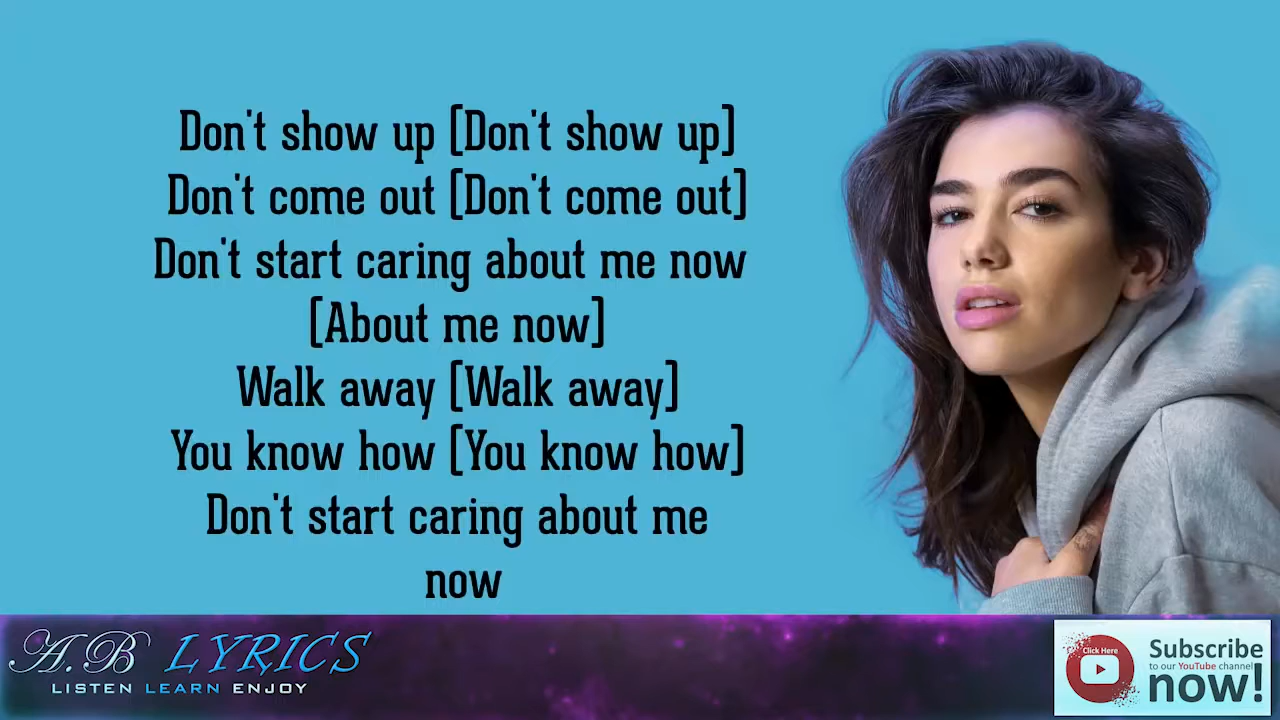 Don't show up [Don't show up]
Don't come out [Don't come out]
Don't start caring about me now
[About me now]
Walk away [Walk away]
You know how [You know how]
Don't start caring about me
now
A.B LYRICS
LISTEN LEARN ENJOY
Click Here
Subscribe
to our YouTube channel
now!